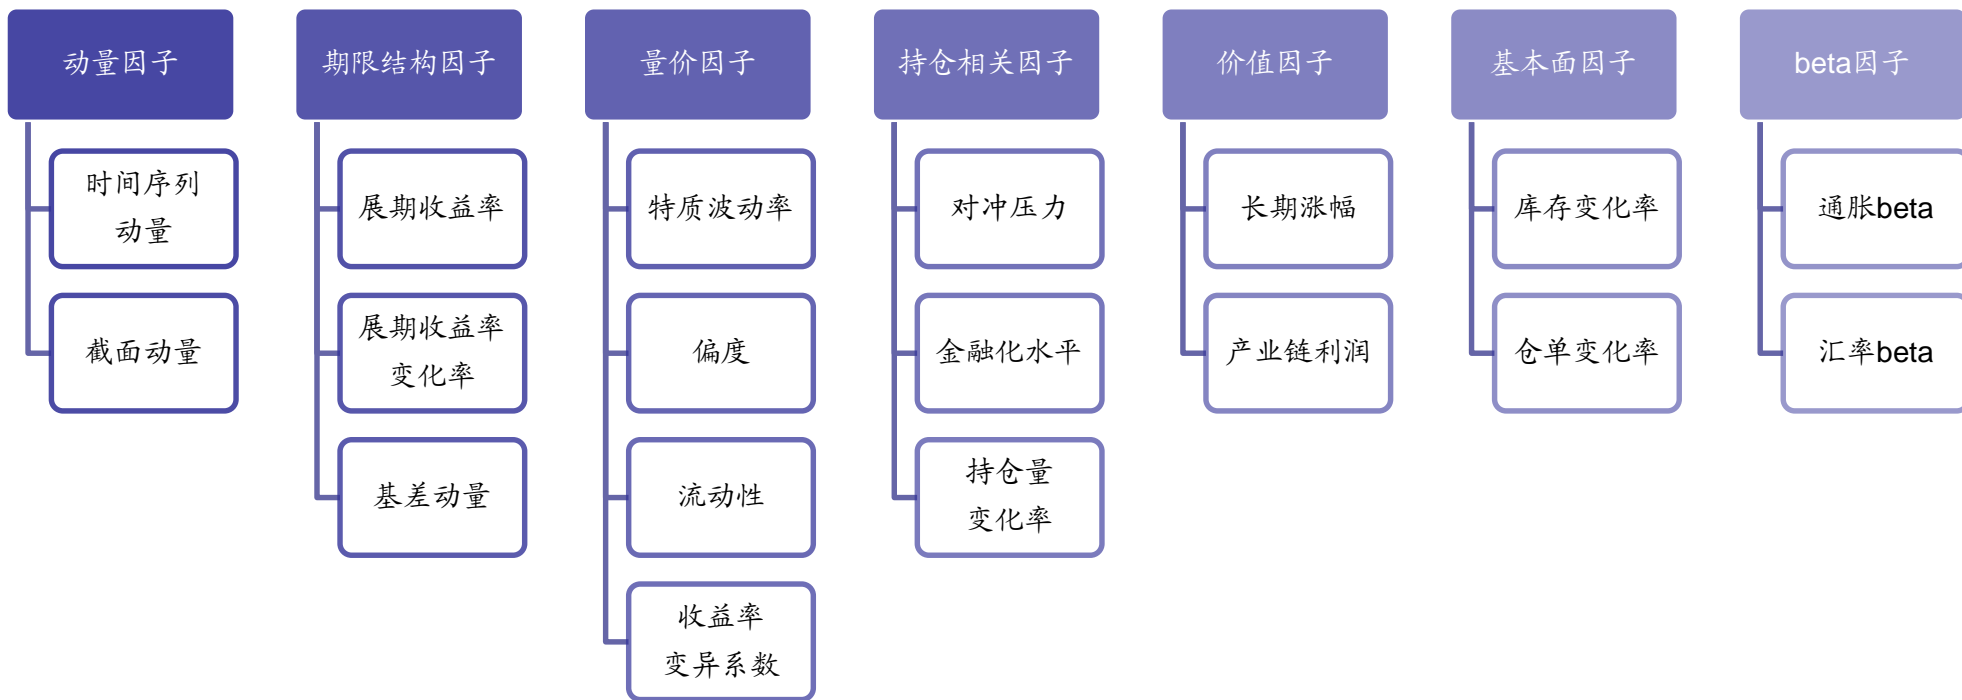 动量因子
时间序列
动量
截面动量
期限结构因子
展期收益率
展期收益率
变化率
基差动量
量价因子
特质波动率
偏度
流动性
收益率
变异系数
持仓相关因子
对冲压力
金融化水平
持仓量
变化率
价值因子
长期涨幅
产业链利润
基本面因子
库存变化率
仓单变化率
beta因子
通胀beta
汇率beta